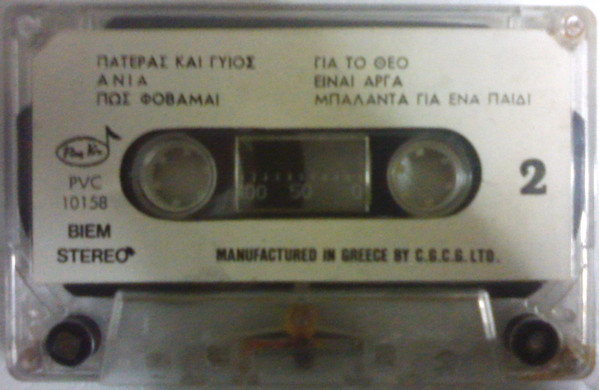 ΠΑΤΕΡΑΣ ΚΑΙ ΓΥΙΟΣ
ΑΝΙΑ
ΠΩΣ ΦΟΒΑΜΑΙ
ΓΙΑ ΤΟ ΘΕΟ
ΕΙΝΑΙ ΑΡΓΑ
ΜΠΑΛΑΝΤΑ ΓΙΑ ΕΝΑ ΠΑΙΔΙ
PVC
10158
BIEM
STEREO
100 50 0
2
MANUFACTURED IN GREECE BY C.G.C.G. LTD.